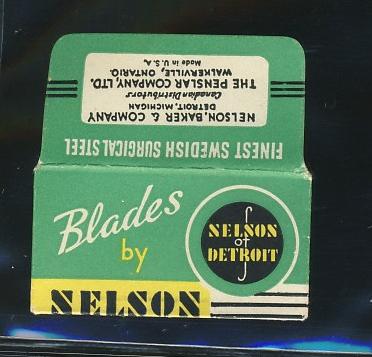 NELSON, BAKER & COMPANY
DETROIT, MICHIGAN
Canadian Distributors
THE PENSLAR COMPANY, LTD.
WALKERVILLE, ONTARIO.
Made in U.S.A.
FINEST SWEDISH SURGICAL STEEL
Blades
by
NELSON
NELSON
of
DETROIT